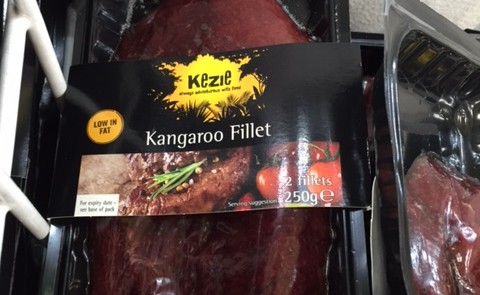 Kezie
always adventurous with food
LOW IN
FAT
Kangaroo Fillet
2 fillets
250g℮
For expiry date -
see base of pack
Serving suggestion